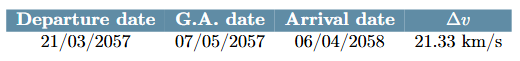 Departure date G.A. date Arrival date Δv
21/03/2057 07/05/2057 06/04/2058 21.33 km/s